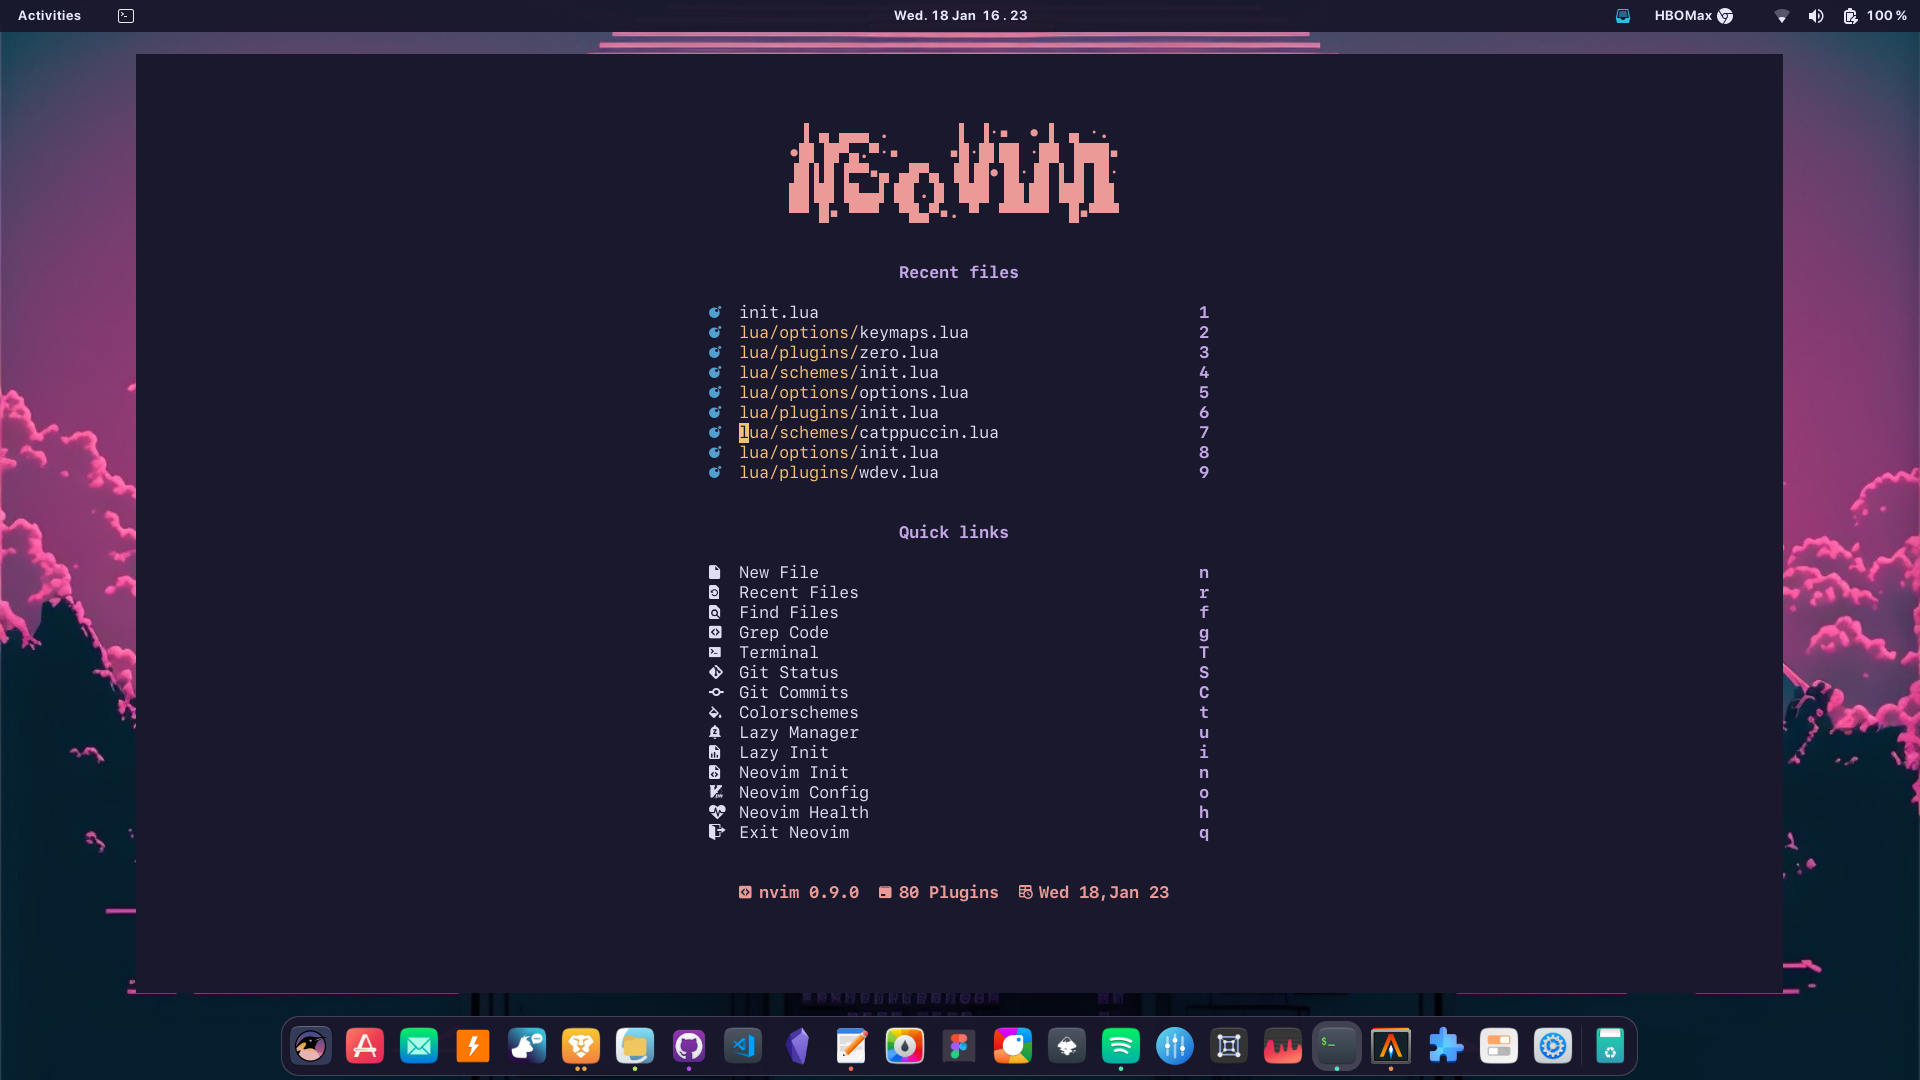 Activities
Wed. 18 Jan 16 . 23
HBOMax
100 %
NEoVIM
Recent files
init.lua 1
lua/options/keymaps.lua 2
lua/plugins/zero.lua 3
lua/schemes/init.lua 4
lua/options/options.lua 5
lua/plugins/init.lua 6
lua/schemes/catppuccin.lua 7
lua/options/init.lua 8
lua/plugins/wdev.lua 9
Quick links
New File n
Recent Files r
Find Files f
Grep Code g
Terminal T
Git Status S
Git Commits C
Colorschemes t
Lazy Manager u
Lazy Init i
Neovim Init n
Neovim Config o
Neovim Health h
Exit Neovim q
nvim 0.9.0 80 Plugins Wed 18,Jan 23
$_